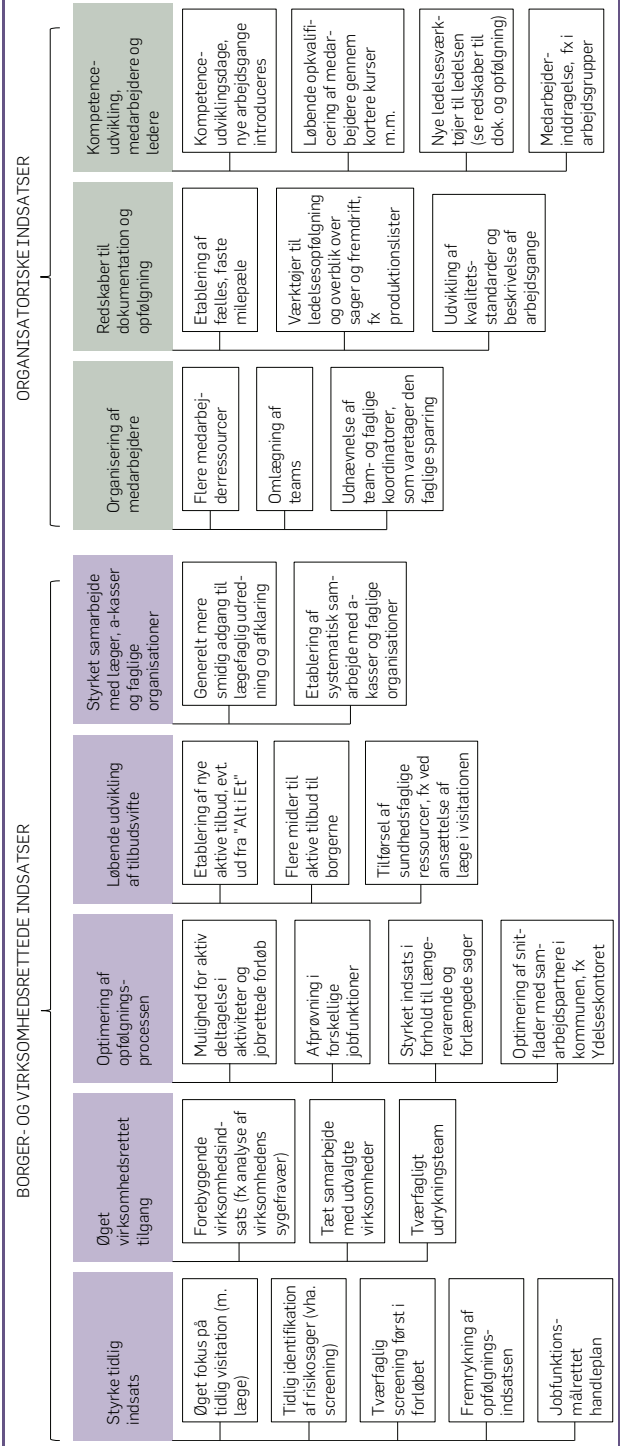 BORGER- OG VIRKSOMHEDSRETTEDE INDSATSER
Styrke tidlig
indsats
Øget fokus på
tidlig visitation (m.
læge)
Tidlig identifikation
af risikosager (vha.
screening)
Tværfaglig
screening først i
forløbet
Fremrykning af
opfølgnings-
indsatsen
Jobfunktions-
målrettet
handleplan
Øget
virksomhedsrettet
tilgang
Forebyggende
virksomhedsind-
sats (fx analyse af
virksomhedens
sygefravær)
Tæt samarbejde
med udvalgte
virksomheder
Tværfagligt
udrykningsteam
Optimering af
opfølgnings-
processen
Mulighed for aktiv
deltagelse i
aktiviteter og
jobrettede forløb
Afprøvning i
forskellige
jobfunktioner
Styrket indsats i
forhold til længe-
revarende og
forlængede sager
Optimering af snit-
flader med sam-
arbejdspartnere i
kommunen, fx
Ydelseskontoret
Løbende udvikling
af tilbudsvifte
Etablering af nye
aktive tilbud, evt.
ud fra "Alt i Et"
Flere midler til
aktive tilbud til
borgerne
Tilførsel af
sundhedsfaglige
ressourcer, fx ved
ansættelse af
læge i visitationen
Styrket samarbejde
med læger, a-kasser
og faglige
organisationer
Generelt mere
smidig adgang til
lægefaglig udred-
ning og afklaring
Etablering af
systematisk sam-
arbejde med a-
kasser og faglige
organisationer
ORGANISATORISKE INDSATSER
Organisering af
medarbejdere
Flere medarbej-
derressourcer
Omlægning af
teams
Udnævnelse af
team- og faglige
koordinatorer,
som varetager den
faglige sparring
Redskaber til
dokumentation og
opfølgning
Etablering af
fælles, faste
milepæle
Værktøjer til
ledelsesopfølgning
og overblik over
sager og fremdrift,
fx
produktionslister
Udvikling af
kvalitets-
standarder og
beskrivelse af
arbejdsgange
Kompetence-
udvikling,
medarbejdere og
ledere
Kompetence-
udviklingsdage,
nye arbejdsgange
introduceres
Løbende opkvalifi-
cering af medar-
bejdere gennem
kortere kurser
m.m.
Nye ledelsesværk-
tøjer til ledelsen
(se redskaber til
dok. og opfølgning)
Medarbejder-
inddragelse, fx i
arbejdsgrupper